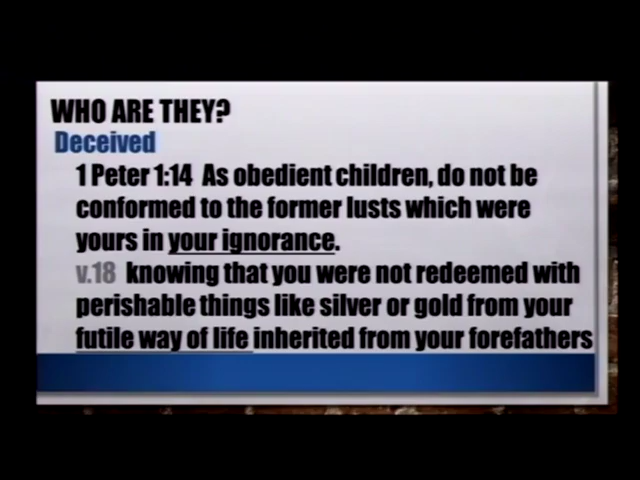 WHO ARE THEY?
Deceived
1 Peter 1:14 As obedient children, do not be
conformed to the former lusts which were
yours in your ignorance.
v.18 knowing that you were not redeemed with
perishable things like silver or gold from your
futile way of life inherited from your forefathers